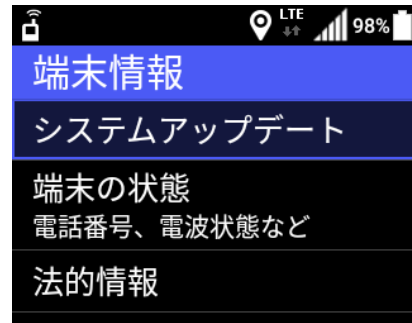 LTE 98%
端末情報
システムアップデート
端末の状態
電話番号、電波状態など
法的情報